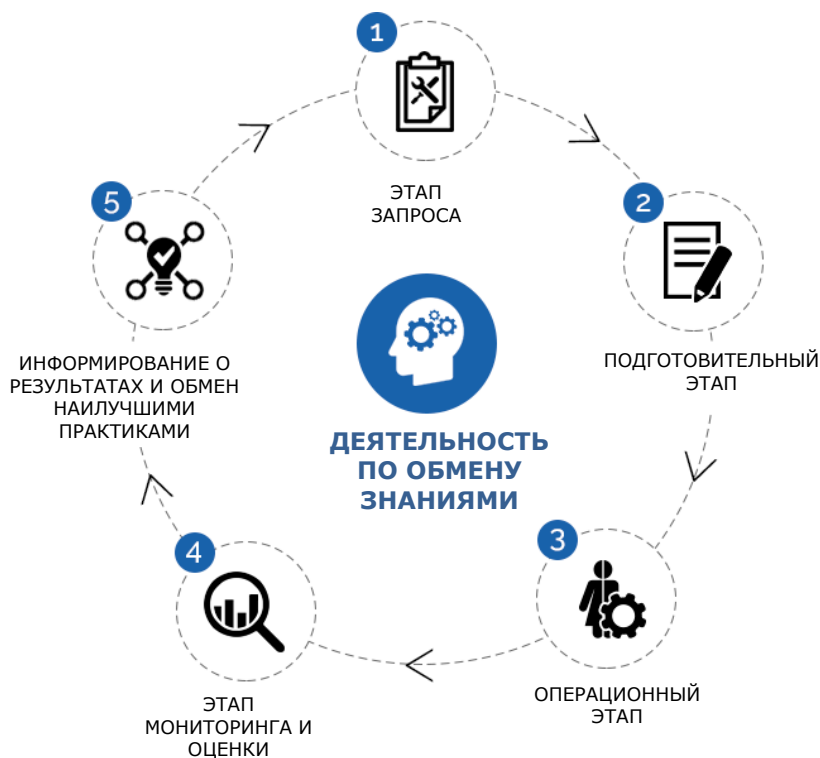 1
ЭТАП
ЗАПРОСА
2
ПОДГОТОВИТЕЛЬНЫЙ
ЭТАП
3
ОПЕРАЦИОННЫЙ
ЭТАП
4
ЭТАП
МОНИТОРИНГА И
ОЦЕНКИ
5
ИНФОРМИРОВАНИЕ О
РЕЗУЛЬТАТАХ И ОБМЕН
НАИЛУЧШИМИ
ПРАКТИКАМИ
ДЕЯТЕЛЬНОСТЬ
ПО ОБМЕНУ
ЗНАНИЯМИ